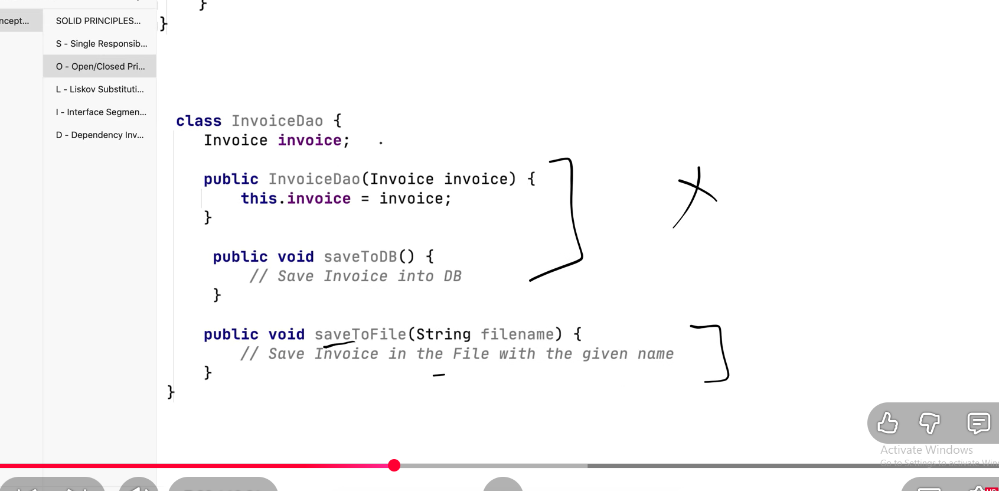 }
ncept...
SOLID PRINCIPLES...
}
S - Single Responsib...
O - Open/Closed Pri...
L - Liskov Substituti...
I - Interface Segmen...
D - Dependency Inv...
class InvoiceDao {
Invoice invoice;
public InvoiceDao(Invoice invoice) {
this.invoice = invoice;
}
public void saveToDB() {
// Save Invoice into DB
}
public void saveToFile(String filename) {
// Save Invoice in the File with the given name
}
}
Activate Windows
Go to Settings to activate Win